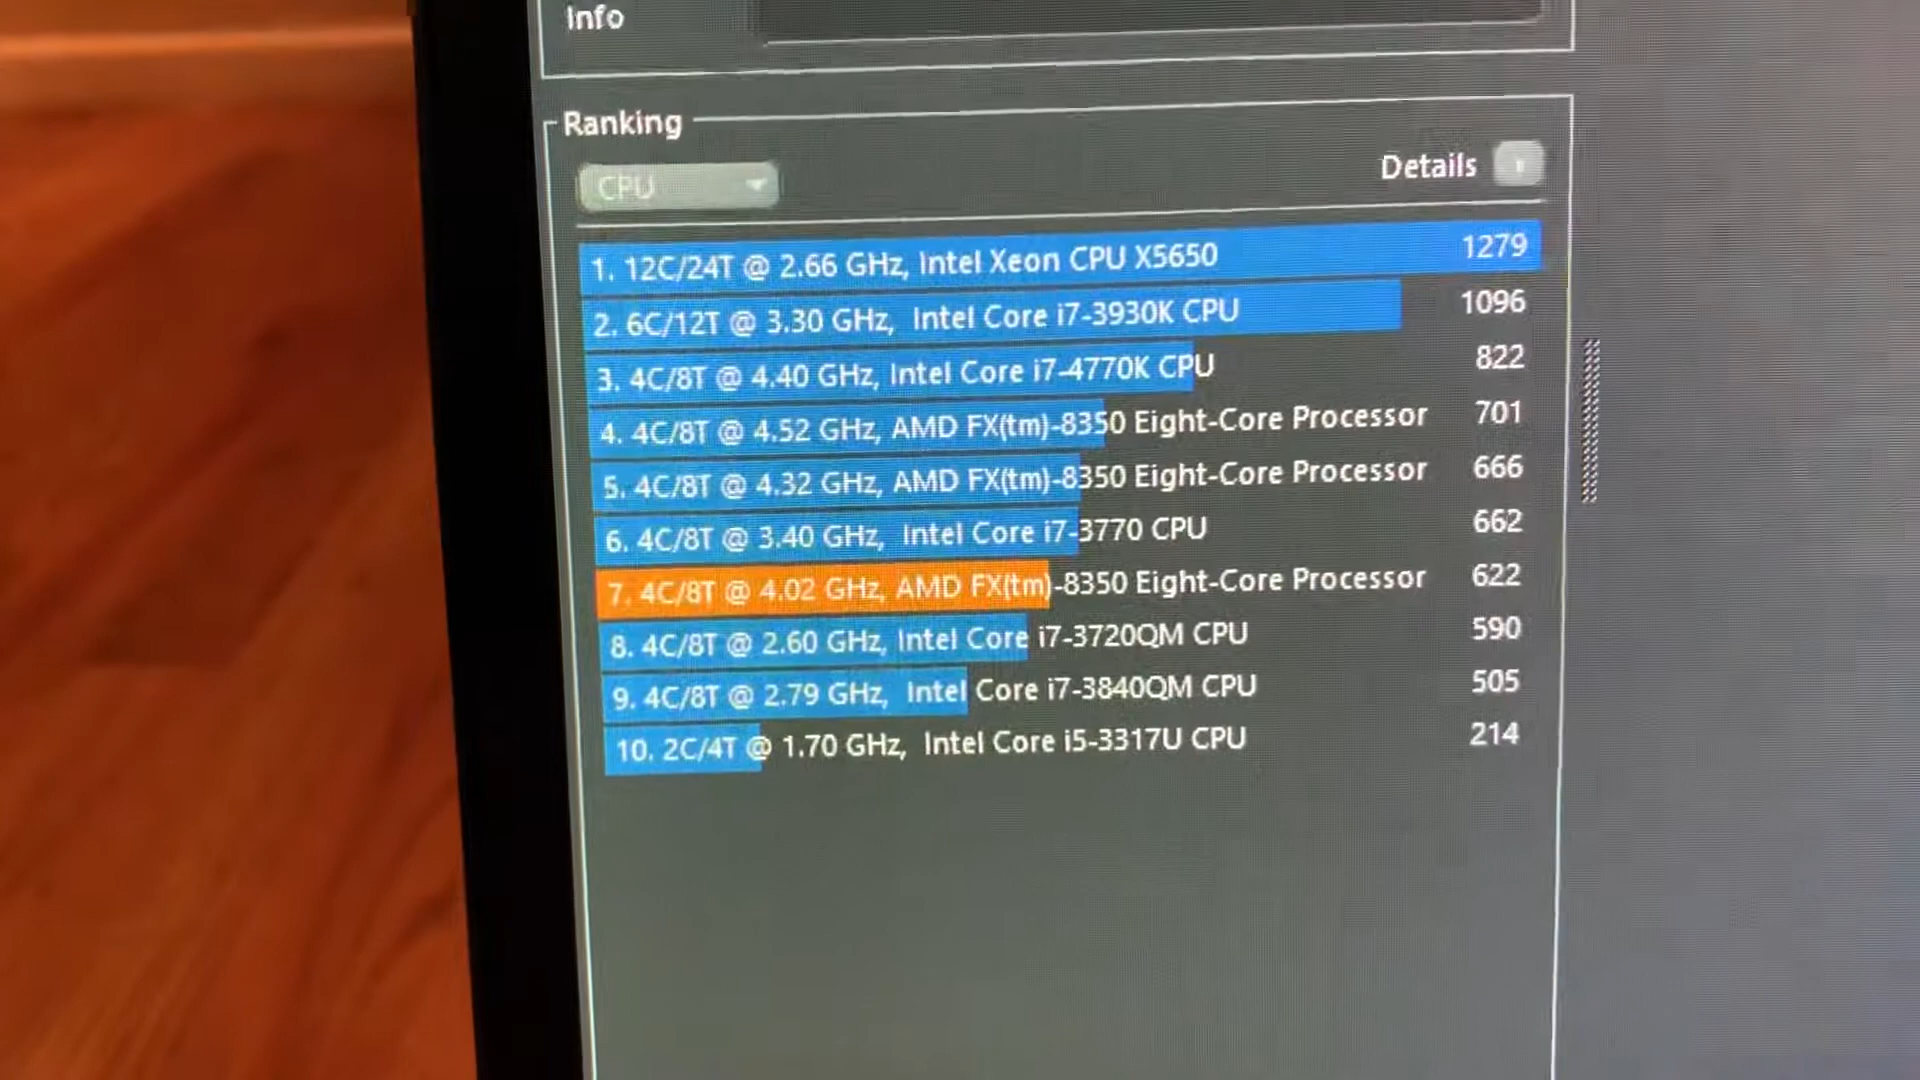 Info
Ranking
CPU
Details
1. 12C/24T @ 2.66 GHz, Intel Xeon CPU X5650 1279
2. 6C/12T @ 3.30 GHz, Intel Core i7-3930K CPU 1096
3. 4C/8T @ 4.40 GHz, Intel Core i7-4770K CPU 822
4. 4C/8T @ 4.52 GHz, AMD FX(tm)-8350 Eight-Core Processor 701
5. 4C/8T @ 4.32 GHz, AMD FX(tm)-8350 Eight-Core Processor 666
6. 4C/8T @ 3.40 GHz, Intel Core i7-3770 CPU 662
7. 4C/8T @ 4.02 GHz, AMD FX(tm)-8350 Eight-Core Processor 622
8. 4C/8T @ 2.60 GHz, Intel Core i7-3720QM CPU 590
9. 4C/8T @ 2.79 GHz, Intel Core i7-3840QM CPU 505
10. 2C/4T @ 1.70 GHz, Intel Core i5-3317U CPU 214